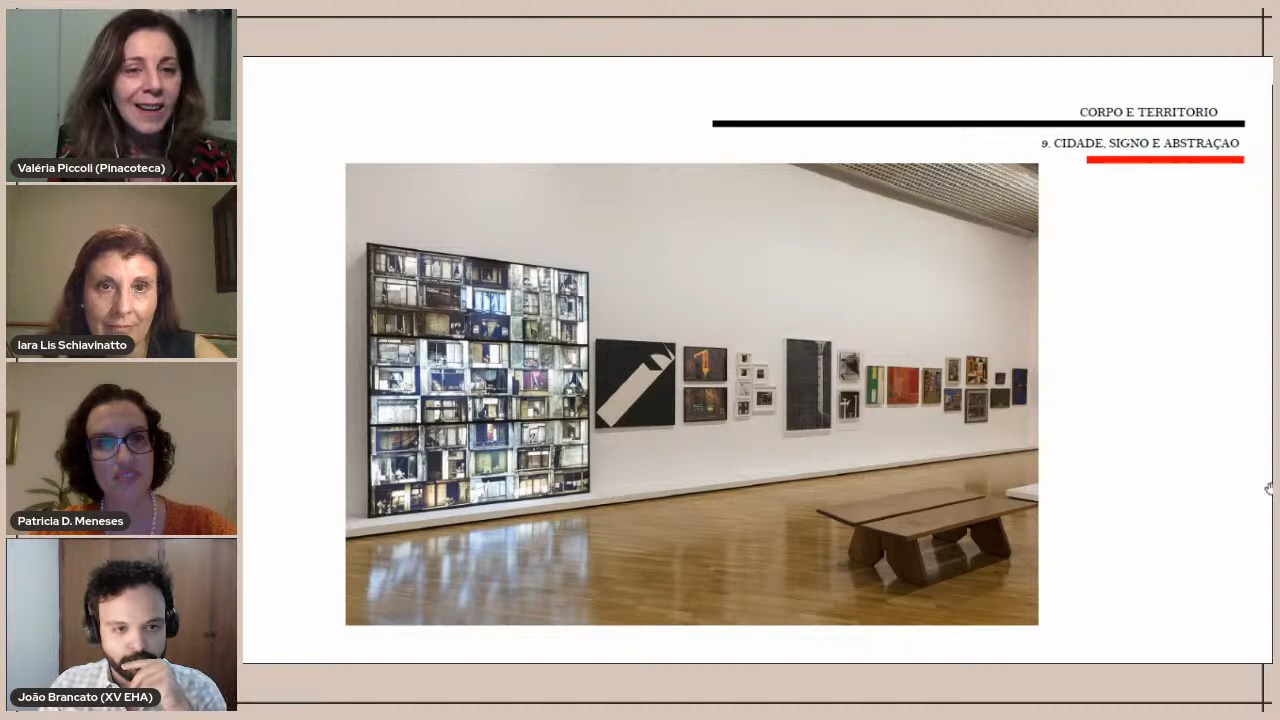 Valéria Piccoli (Pinacoteca)
Iara Lis Schiavinatto
Patricia D. Meneses
João Brancato (XV EHA)
CORPO E TERRITORIO
9. CIDADE, SIGNO E ABSTRAÇAO